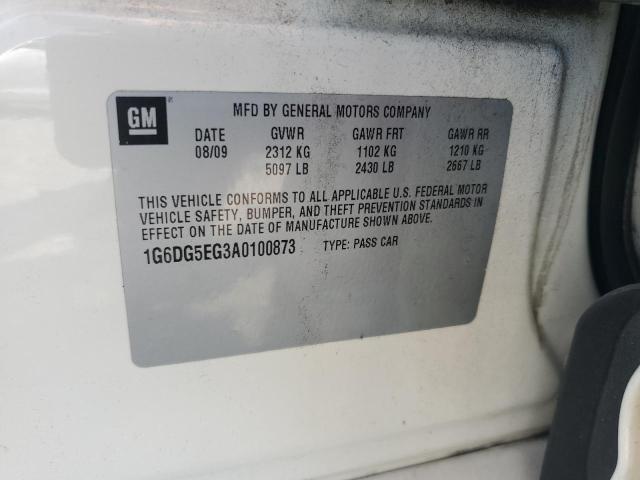 GM
MFD BY GENERAL MOTORS COMPANY
DATE GVWR GAWR FRT GAWR RR
08/09 2312 KG 1102 KG 1210 KG
5097 LB 2430 LB 2667 LB
THIS VEHICLE CONFORMS TO ALL APPLICABLE U.S. FEDERAL MOTOR
VEHICLE SAFETY, BUMPER, AND THEFT PREVENTION STANDARDS IN
EFFECT ON THE DATE OF MANUFACTURE SHOWN ABOVE.
1G6DG5EG3A0100873 TYPE: PASS CAR